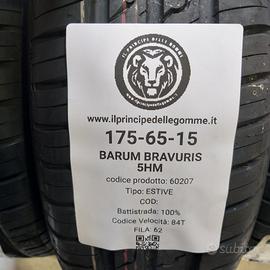 IL PRINCIPE DELLE GOMME
www.ilprincipedellegomme.it
175-65-15
BARUM BRAVURIS
5HM
codice prodotto: 60207
Tipo: ESTIVE
COD:
Battistrada: 100%
Codice Velocità: 84T
FILA: 62
subito